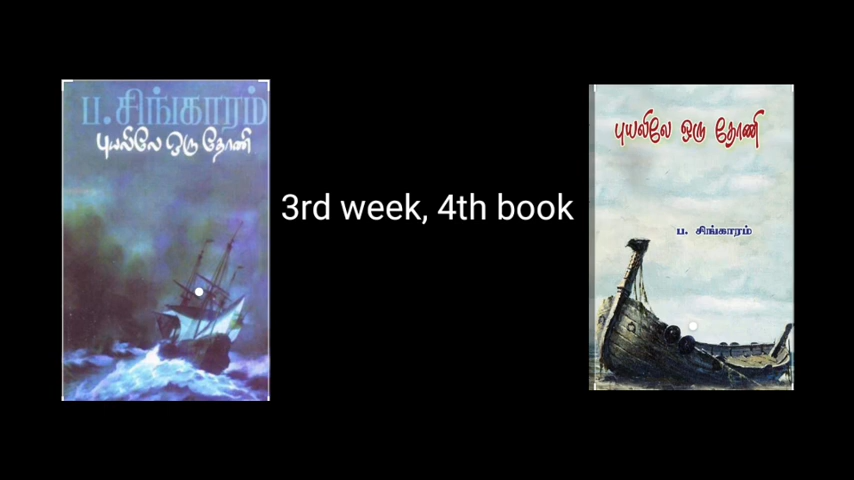 ப. சிங்காரம்
புயலிலே ஒரு தோணி
3rd week, 4th book
புயலிலே ஒரு தோணி
ப. சிங்காரம்